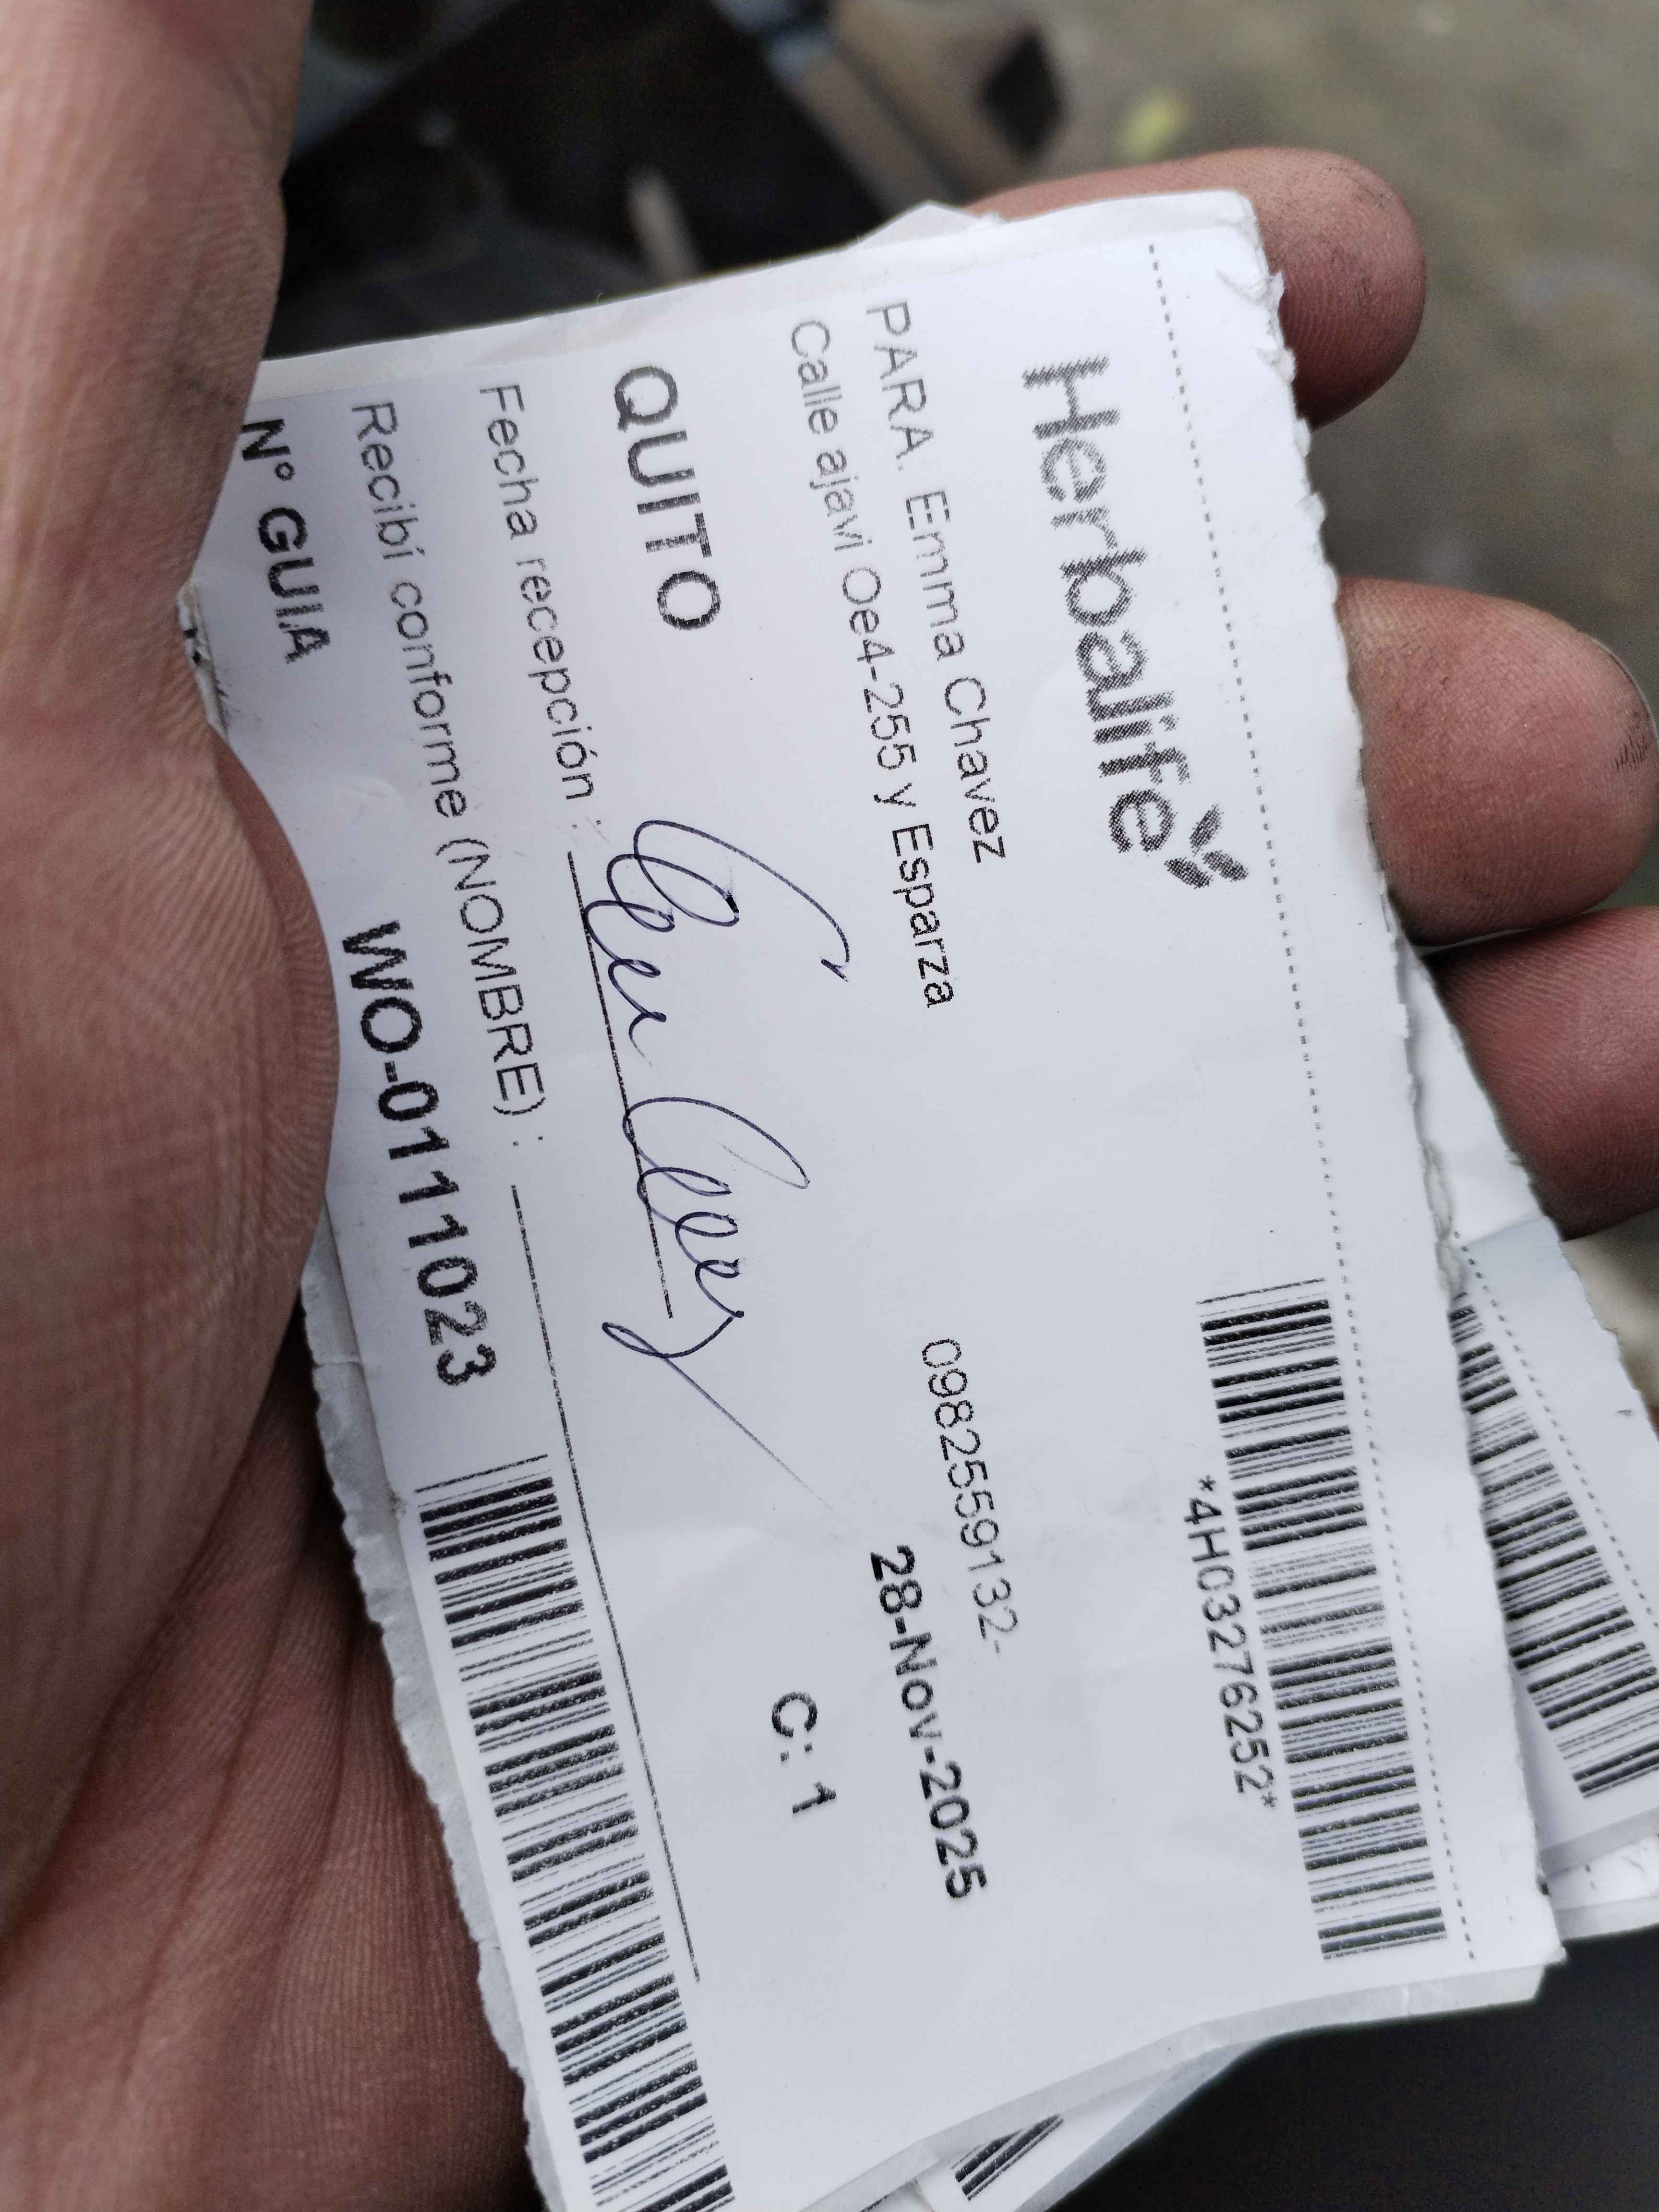 Herbalife
*4H03276252*
PARA. Emma Chavez
0982559132-
Calle ajavi Oe4-255 y Esparza
28-Nov-2025
QUITO
C: 1
Fecha recepción :
Recibí conforme (NOMBRE) :
N° GUIA WO-0111023